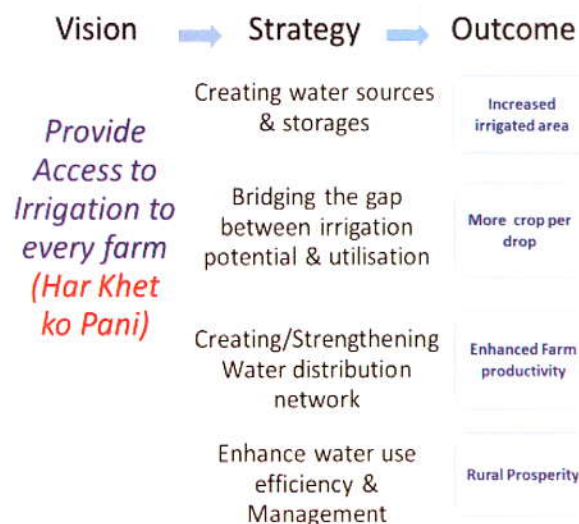 Vision
Strategy
Outcome
Provide
Access to
Irrigation to
every farm
(Har Khet
ko Pani)
Creating water sources
& storages
Bridging the gap
between irrigation
potential & utilisation
Creating/Strengthening
Water distribution
network
Enhance water use
efficiency &
Management
Increased
irrigated area
More crop per
drop
Enhanced Farm
productivity
Rural Prosperity